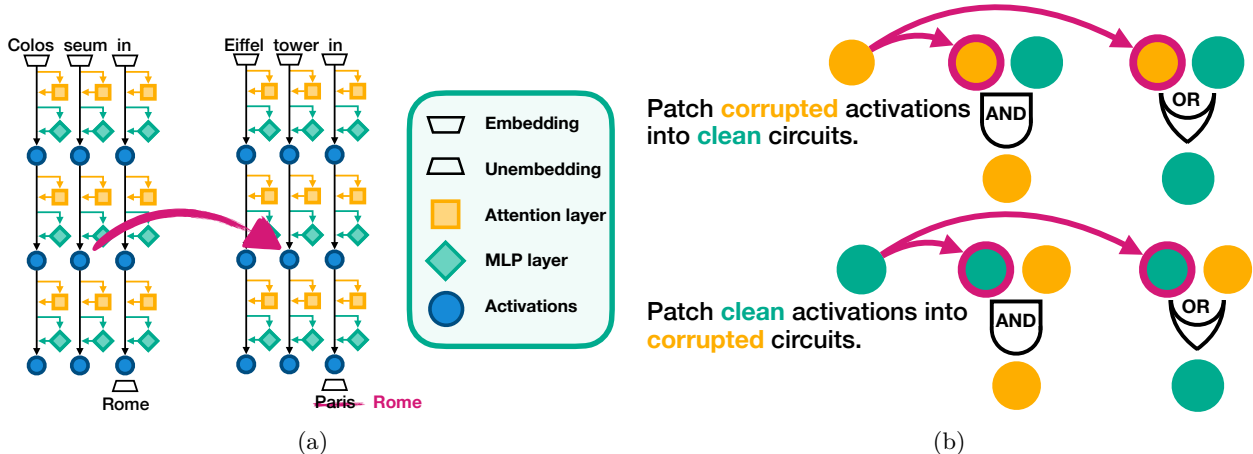 Colos seum in
Eiffel tower in
Embedding
Unembedding
Attention layer
MLP layer
Activations
Rome
Paris Rome
(a)
Patch corrupted activations
into clean circuits.
AND
OR
Patch clean activations into
corrupted circuits.
AND
OR
(b)